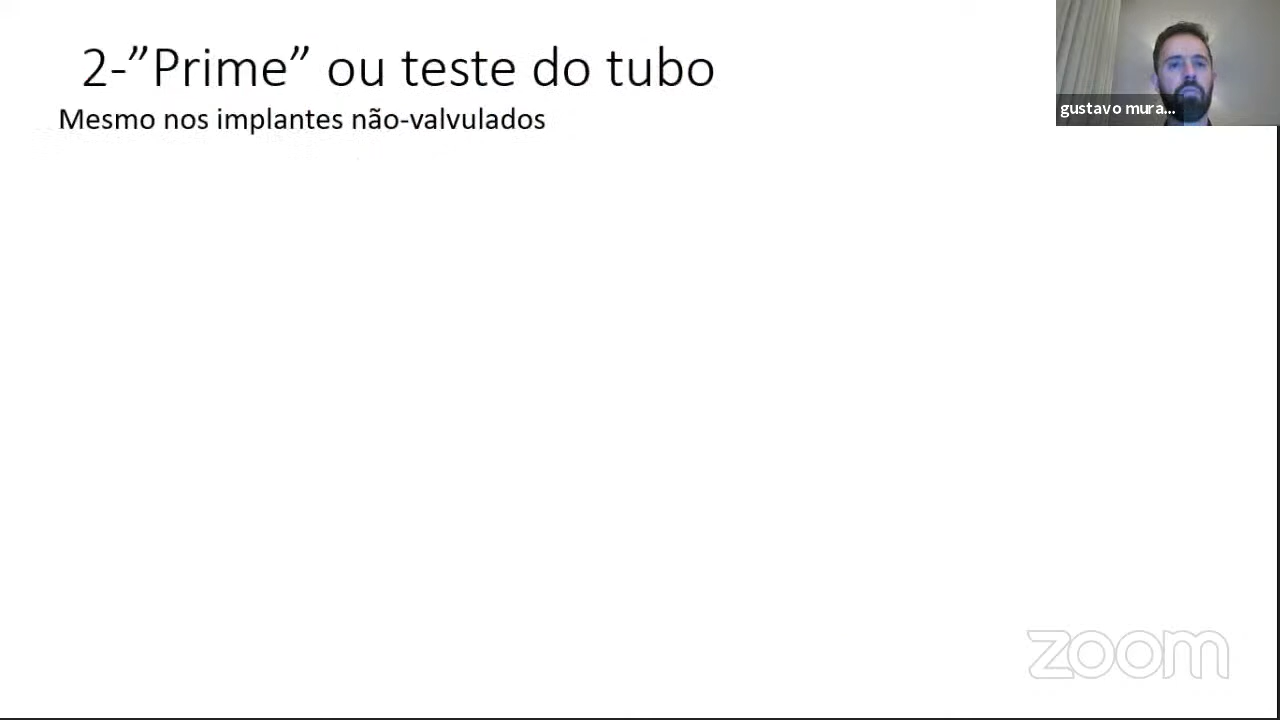 2-”Prime” ou teste do tubo
Mesmo nos implantes não-valvulados
gustavo mura...
zoom